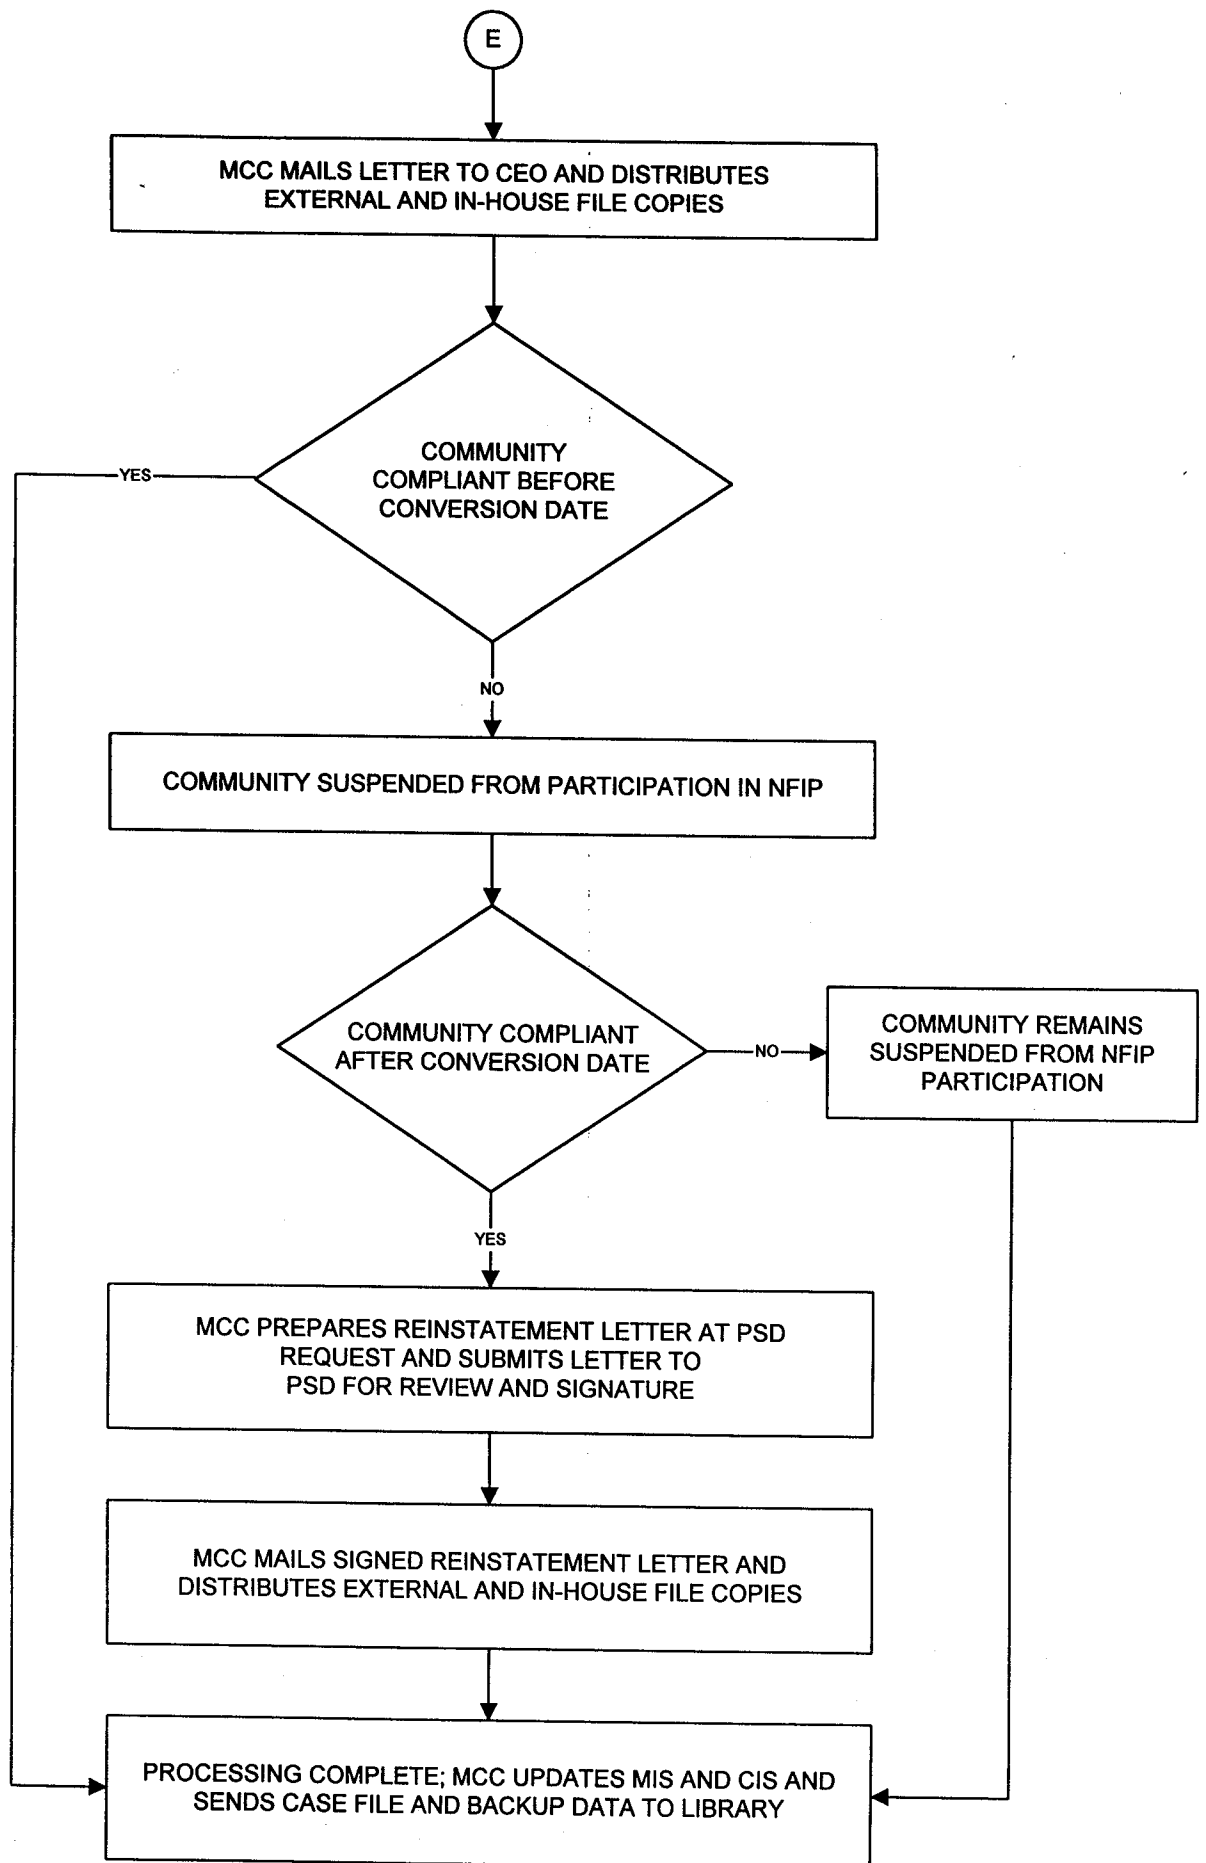 E
MCC MAILS LETTER TO CEO AND DISTRIBUTES
EXTERNAL AND IN-HOUSE FILE COPIES
COMMUNITY
COMPLIANT BEFORE
CONVERSION DATE
YES
NO
COMMUNITY SUSPENDED FROM PARTICIPATION IN NFIP
COMMUNITY COMPLIANT
AFTER CONVERSION DATE
NO
COMMUNITY REMAINS
SUSPENDED FROM NFIP
PARTICIPATION
YES
MCC PREPARES REINSTATEMENT LETTER AT PSD
REQUEST AND SUBMITS LETTER TO
PSD FOR REVIEW AND SIGNATURE
MCC MAILS SIGNED REINSTATEMENT LETTER AND
DISTRIBUTES EXTERNAL AND IN-HOUSE FILE COPIES
PROCESSING COMPLETE; MCC UPDATES MIS AND CIS AND
SENDS CASE FILE AND BACKUP DATA TO LIBRARY